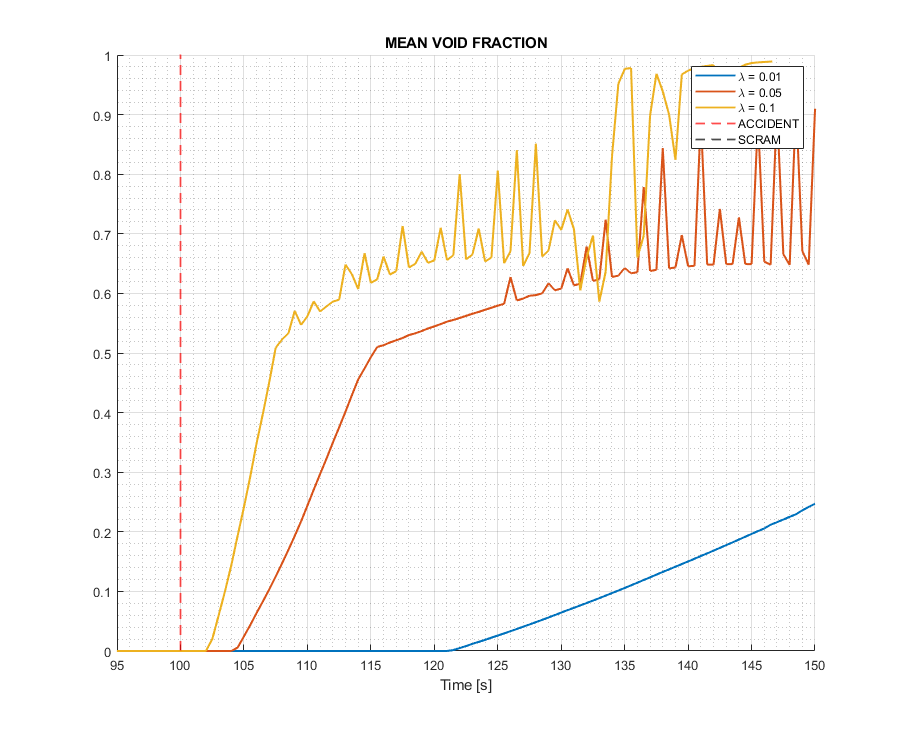 MEAN VOID FRACTION
1
0.9
0.8
0.7
0.6
0.5
0.4
0.3
0.2
0.1
0
λ = 0.01
λ = 0.05
λ = 0.1
ACCIDENT
SCRAM
95 100 105 110 115 120 125 130 135 140 145 150
Time [s]